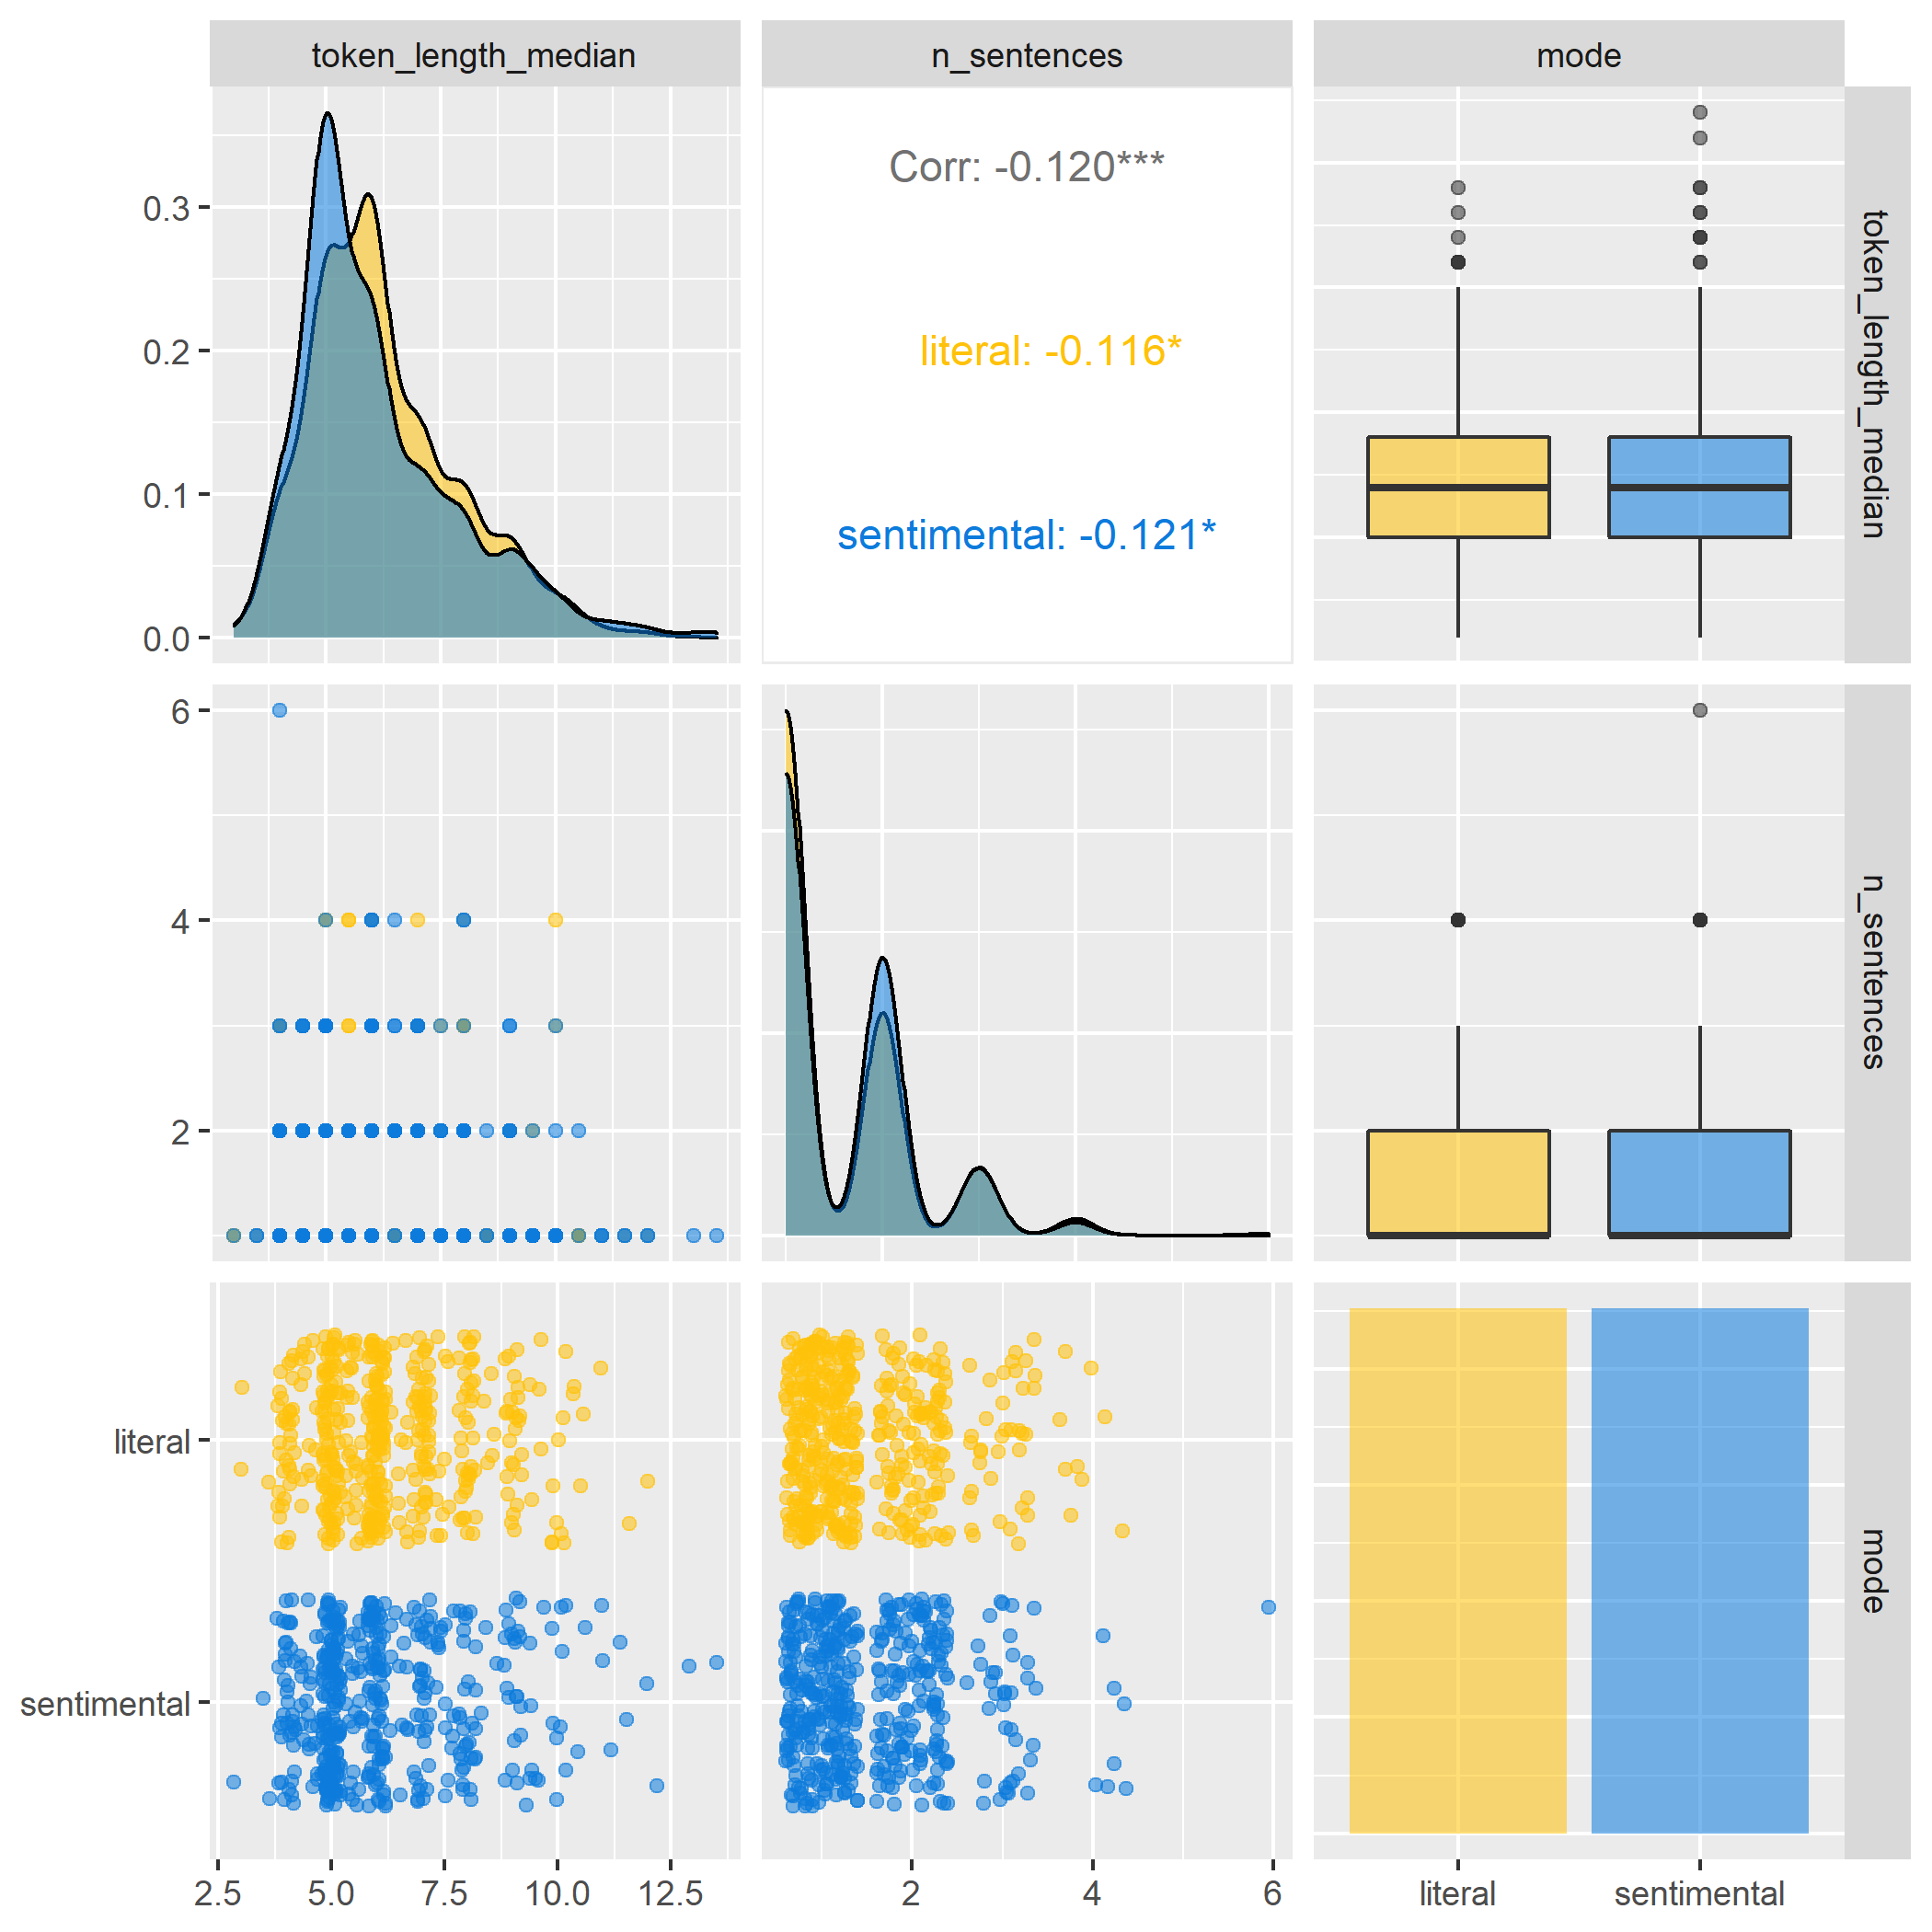 token_length_median
n_sentences
mode
0.3
0.2
0.1
0.0
Corr: -0.120***
literal: -0.116*
sentimental: -0.121*
token_length_median
6
4
2
n_sentences
literal
sentimental
mode
2.5 5.0 7.5 10.0 12.5
2 4 6
literal sentimental